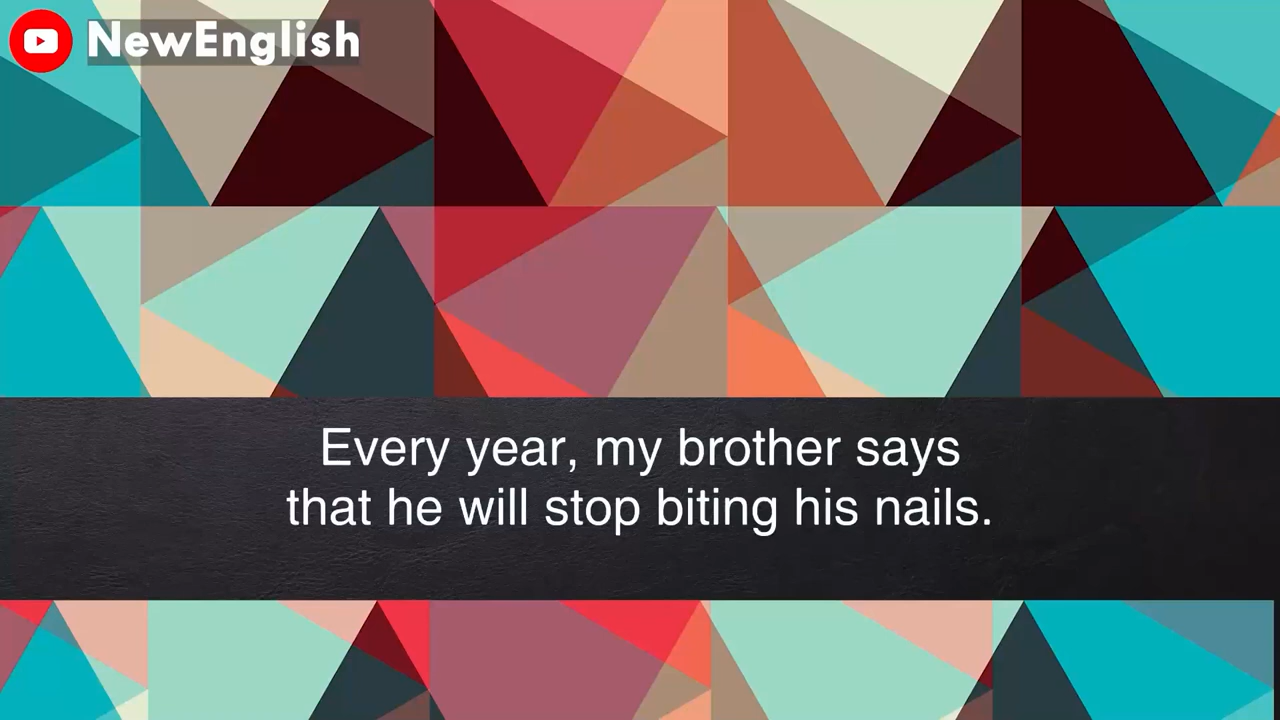 NewEnglish
Every year, my brother says
that he will stop biting his nails.